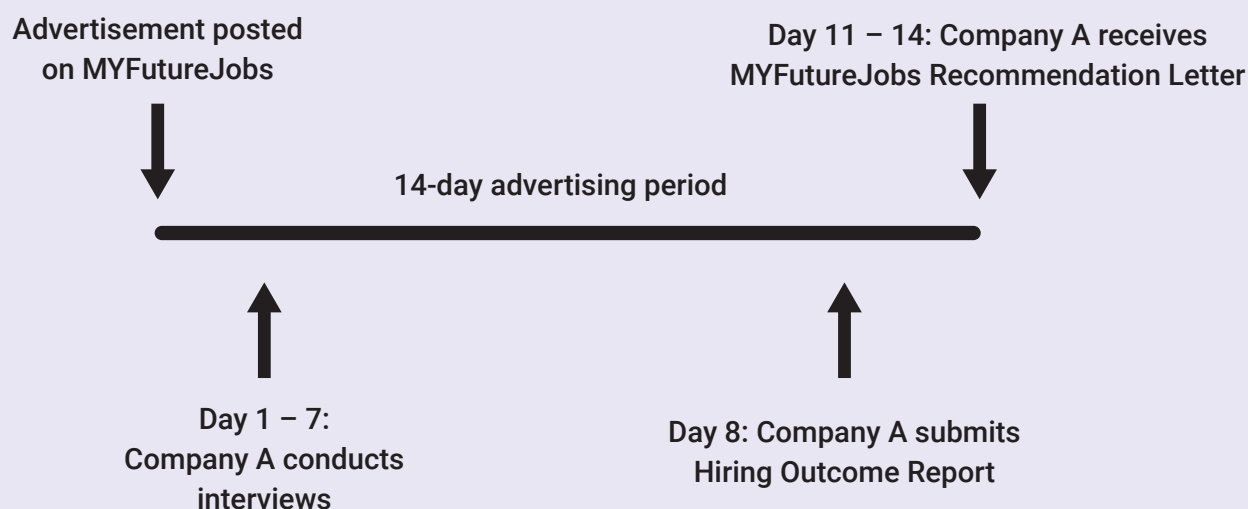 Advertisement posted
on MYFutureJobs
Day 11 – 14: Company A receives
MYFutureJobs Recommendation Letter
14-day advertising period
Day 1 – 7:
Company A conducts
interviews
Day 8: Company A submits
Hiring Outcome Report